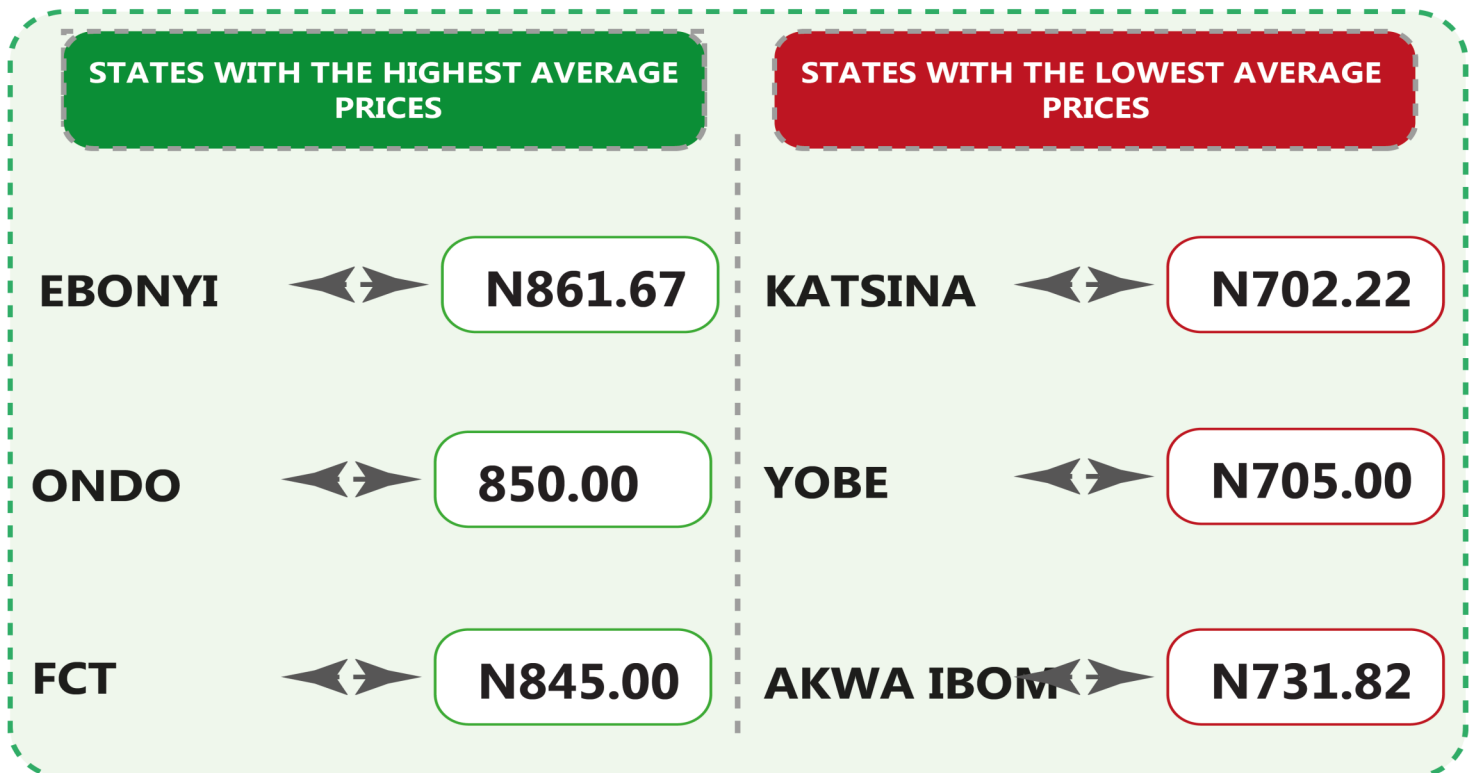 STATES WITH THE HIGHEST AVERAGE
PRICES
EBONYI N861.67
ONDO 850.00
FCT N845.00
STATES WITH THE LOWEST AVERAGE
PRICES
KATSINA N702.22
YOBE N705.00
AKWA IBOM N731.82